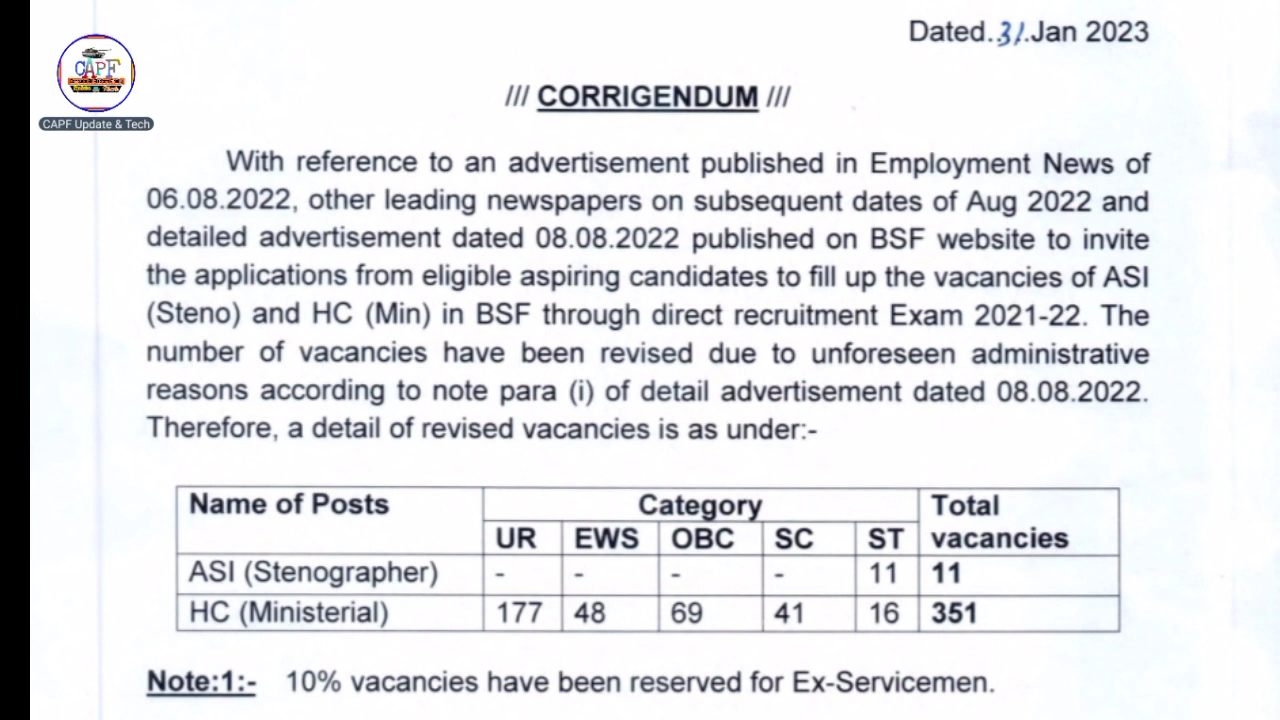 Dated. 31.Jan 2023
CAPF
CAPF Update & Tech
/// CORRIGENDUM ///
With reference to an advertisement published in Employment News of
06.08.2022, other leading newspapers on subsequent dates of Aug 2022 and
detailed advertisement dated 08.08.2022 published on BSF website to invite
the applications from eligible aspiring candidates to fill up the vacancies of ASI
(Steno) and HC (Min) in BSF through direct recruitment Exam 2021-22. The
number of vacancies have been revised due to unforeseen administrative
reasons according to note para (i) of detail advertisement dated 08.08.2022.
Therefore, a detail of revised vacancies is as under:-
Name of Posts Category Total
UR EWS OBC SC ST vacancies
ASI (Stenographer) - - - - 11 11
HC (Ministerial) 177 48 69 41 16 351
Note:1:- 10% vacancies have been reserved for Ex-Servicemen.